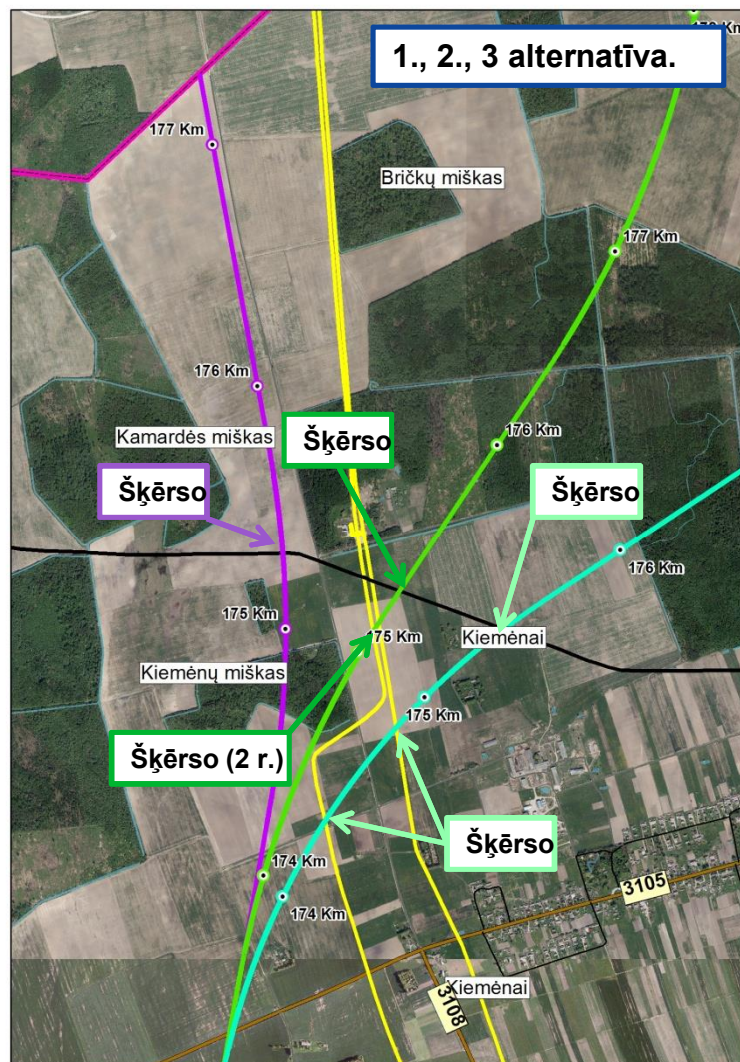 1., 2., 3 alternatīva.
177 Km
Bričkų miškas
177 Km
176 Km
Kamardės miškas
Šķērso
176 Km
Šķērso
Šķērso
176 Km
175 Km
175 Km
Kiemėnai
Kiemėnų miškas
175 Km
Šķērso (2 r.)
Šķērso
174 Km
174 Km
3105
3108
Kiemėnai